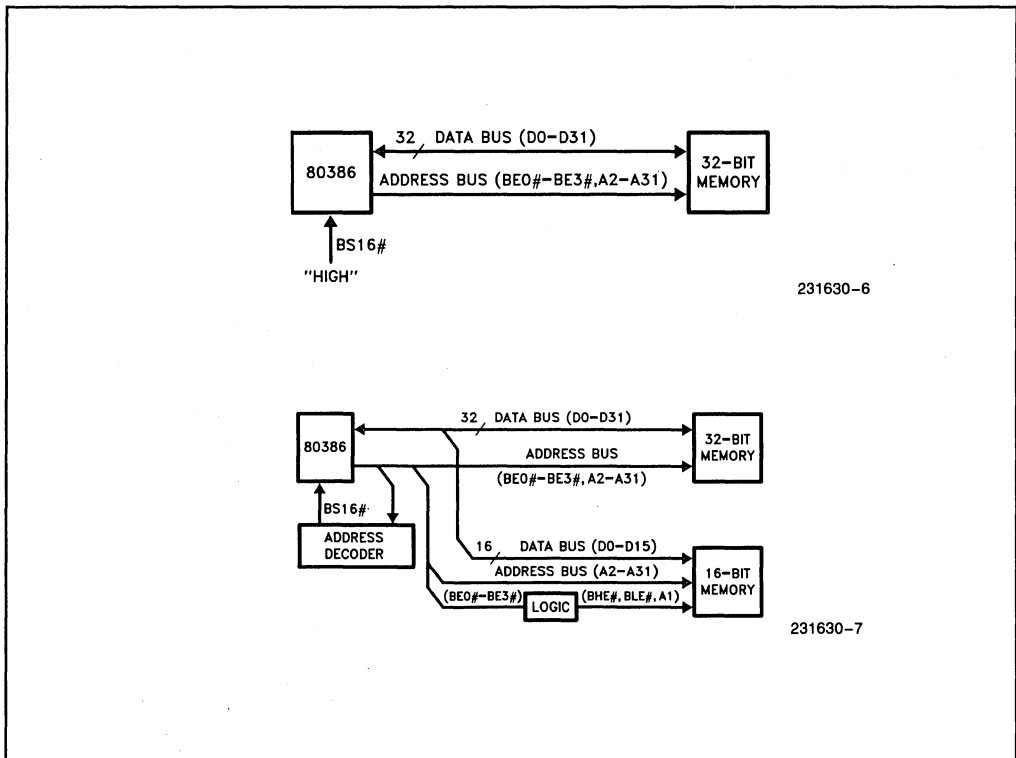 32 DATA BUS (D0-D31)
80386
32-BIT
MEMORY
ADDRESS BUS (BE0#-BE3#,A2-A31)
BS16#
"HIGH"
231630-6
32 DATA BUS (D0-D31)
80386
32-BIT
MEMORY
ADDRESS BUS
(BE0#-BE3#,A2-A31)
BS16#
ADDRESS
DECODER
16 DATA BUS (D0-D15)
ADDRESS BUS (A2-A31)
16-BIT
MEMORY
(BE0#-BE3#)
LOGIC
(BHE#,BLE#,A1)
231630-7